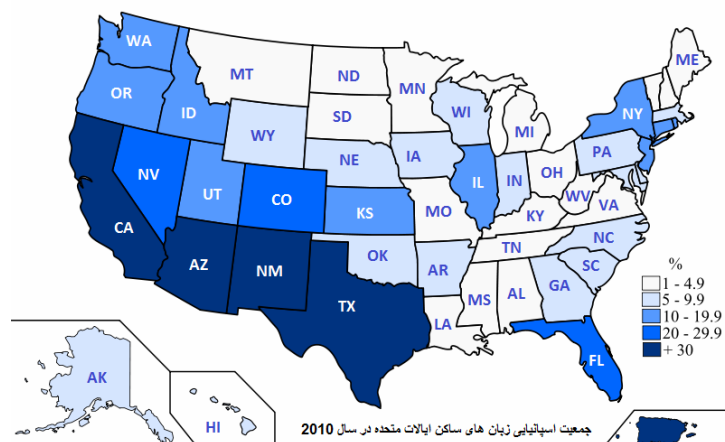 WA
MT
ND
MN
ME
OR
ID
SD
WI
NY
WY
MI
NE
IA
PA
NV
UT
CO
IL
IN
OH
CA
KS
MO
WV
VA
KY
AZ
NM
OK
AR
TN
NC
SC
TX
MS
AL
GA
LA
FL
%
1 - 4.9
5 - 9.9
10 - 19.9
20 - 29.9
+ 30
AK
HI
جمعیت اسپانیایی زبان های ساکن ایالات متحده در سال 2010